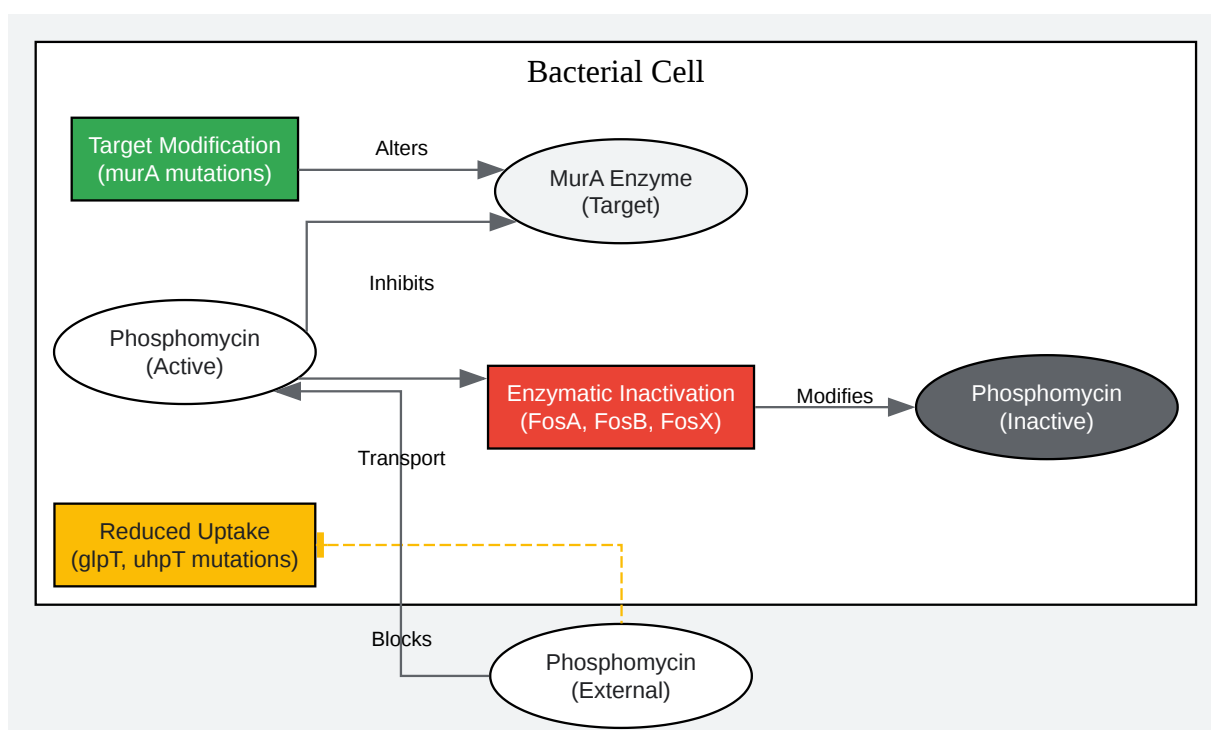 Bacterial Cell
Target Modification
(murA mutations)
Alters
MurA Enzyme
(Target)
Inhibits
Phosphomycin
(Active)
Enzymatic Inactivation
(FosA, FosB, FosX)
Modifies
Phosphomycin
(Inactive)
Transport
Reduced Uptake
(glpT, uhpT mutations)
Blocks
Phosphomycin
(External)